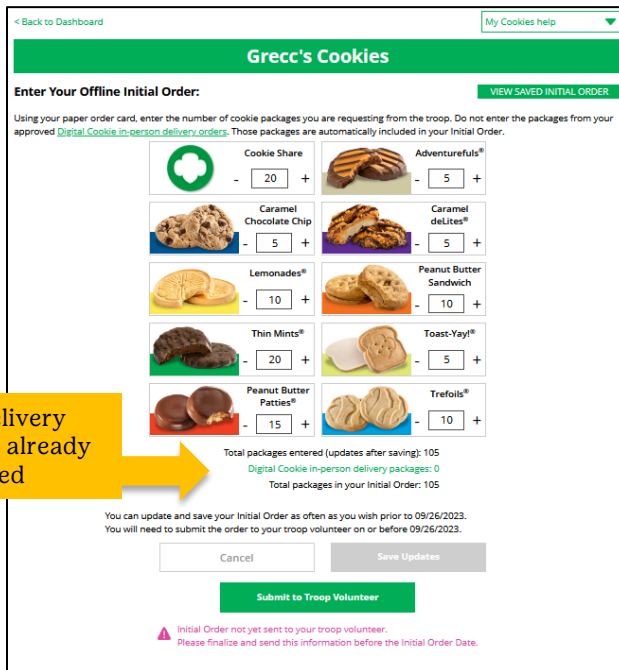 < Back to Dashboard
My Cookies help
Grecc's Cookies
Enter Your Offline Initial Order:
VIEW SAVED INITIAL ORDER
Using your paper order card, enter the number of cookie packages you are requesting from the troop. Do not enter the packages from your
approved Digital Cookie in-person delivery orders. Those packages are automatically included in your Initial Order.
Cookie Share
- 20 +
Adventurefuls®
- 5 +
Caramel
Chocolate Chip
- 5 +
Caramel
deLites®
- 5 +
Lemonades®
- 10 +
Peanut Butter
Sandwich
- 10 +
Thin Mints®
- 20 +
Toast-Yay!®
- 5 +
Peanut Butter
Patties®
- 15 +
Trefoils®
- 10 +
elivery
already
ed
Total packages entered (updates after saving): 105
Digital Cookie in-person delivery packages: 0
Total packages in your Initial Order: 105
You can update and save your Initial Order as often as you wish prior to 09/26/2023.
You will need to submit the order to your troop volunteer on or before 09/26/2023.
Cancel
Save Updates
Submit to Troop Volunteer
Initial Order not yet sent to your troop volunteer.
Please finalize and send this information before the Initial Order Date.